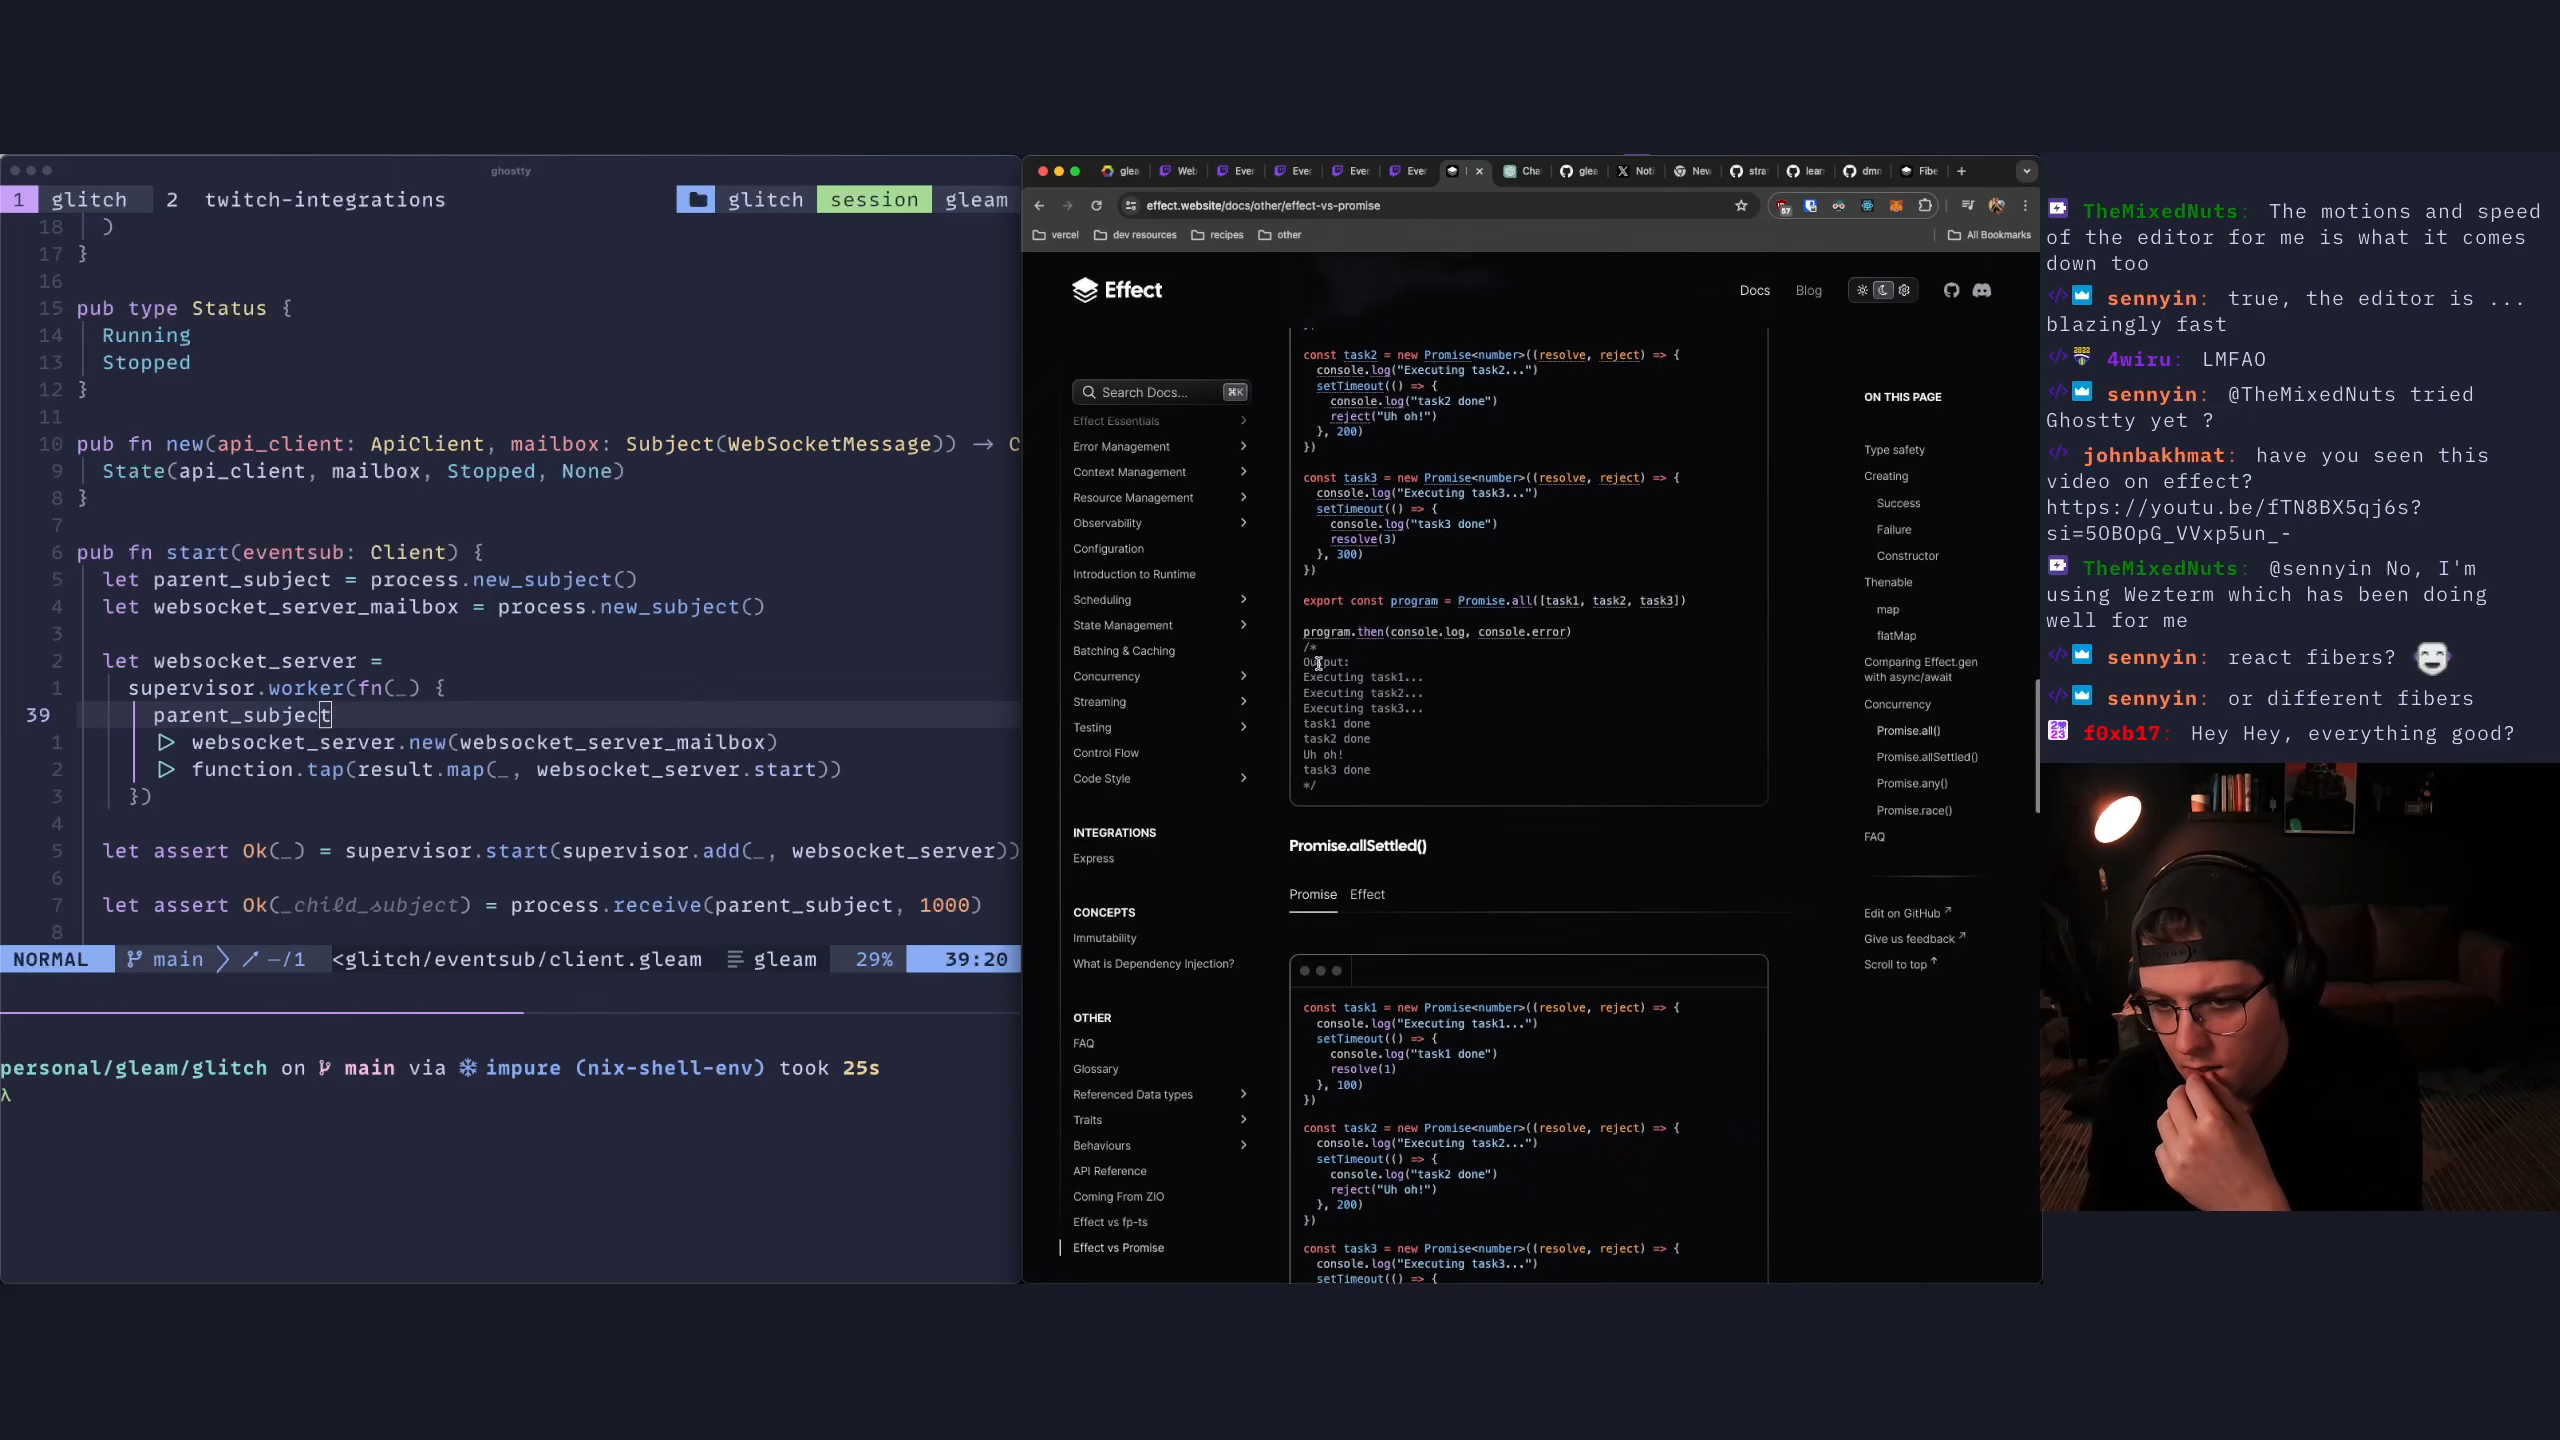 ghostty
1 glitch 2 twitch-integrations glitch session gleam
18 )
17 }
16
15 pub type Status {
14 Running
13 Stopped
12 }
11
10 pub fn new(api_client: ApiClient, mailbox: Subject(WebSocketMessage)) -> C
9 State(api_client, mailbox, Stopped, None)
8 }
7
6 pub fn start(eventsub: Client) {
5 let parent_subject = process.new_subject()
4 let websocket_server_mailbox = process.new_subject()
3
2 let websocket_server =
1 supervisor.worker(fn(_) {
39 parent_subject
1 |> websocket_server.new(websocket_server_mailbox)
2 |> function.tap(result.map(_, websocket_server.start))
3 })
4
5 let assert Ok(_) = supervisor.start(supervisor.add(_, websocket_server))
6
7 let assert Ok(_child_subject) = process.receive(parent_subject, 1000)
8
NORMAL main —/1 <glitch/eventsub/client.gleam gleam 29% 39:20
personal/gleam/glitch on main via impure (nix-shell-env) took 25s
λ
glea Web Ever Ever Ever Ever Cha glea Not New stra lear dmr Fibe
effect.website/docs/other/effect-vs-promise
vercel dev resources recipes other All Bookmarks
Effect Docs Blog
Search Docs... ⌘K
Effect Essentials
Error Management
Context Management
Resource Management
Observability
Configuration
Introduction to Runtime
Scheduling
State Management
Batching & Caching
Concurrency
Streaming
Testing
Control Flow
Code Style
INTEGRATIONS
Express
CONCEPTS
Immutability
What is Dependency Injection?
OTHER
FAQ
Glossary
Referenced Data types
Traits
Behaviours
API Reference
Coming From ZIO
Effect vs fp-ts
Effect vs Promise
const task2 = new Promise<number>((resolve, reject) => {
console.log("Executing task2...")
setTimeout(() => {
console.log("task2 done")
reject("Uh oh!")
}, 200)
})
const task3 = new Promise<number>((resolve, reject) => {
console.log("Executing task3...")
setTimeout(() => {
console.log("task3 done")
resolve(3)
}, 300)
})
export const program = Promise.all([task1, task2, task3])
program.then(console.log, console.error)
/*
Output:
Executing task1...
Executing task2...
Executing task3...
task1 done
task2 done
Uh oh!
task3 done
*/
Promise.allSettled()
Promise Effect
const task1 = new Promise<number>((resolve, reject) => {
console.log("Executing task1...")
setTimeout(() => {
console.log("task1 done")
resolve(1)
}, 100)
})
const task2 = new Promise<number>((resolve, reject) => {
console.log("Executing task2...")
setTimeout(() => {
console.log("task2 done")
reject("Uh oh!")
}, 200)
})
const task3 = new Promise<number>((resolve, reject) => {
console.log("Executing task3...")
setTimeout(() => {
ON THIS PAGE
Type safety
Creating
Success
Failure
Constructor
Thenable
map
flatMap
Comparing Effect.gen
with async/await
Concurrency
Promise.all()
Promise.allSettled()
Promise.any()
Promise.race()
FAQ
Edit on GitHub
Give us feedback
Scroll to top
TheMixedNuts: The motions and speed
of the editor for me is what it comes
down too
sennyin: true, the editor is ...
blazingly fast
4wiru: LMFAO
sennyin: @TheMixedNuts tried
Ghostty yet ?
johnbakhmat: have you seen this
video on effect?
https://youtu.be/fTN8BX5qj6s?
si=5OBOpG_VVxp5un_-
TheMixedNuts: @sennyin No, I'm
using Wezterm which has been doing
well for me
sennyin: react fibers?
sennyin: or different fibers
f0xb17: Hey Hey, everything good?